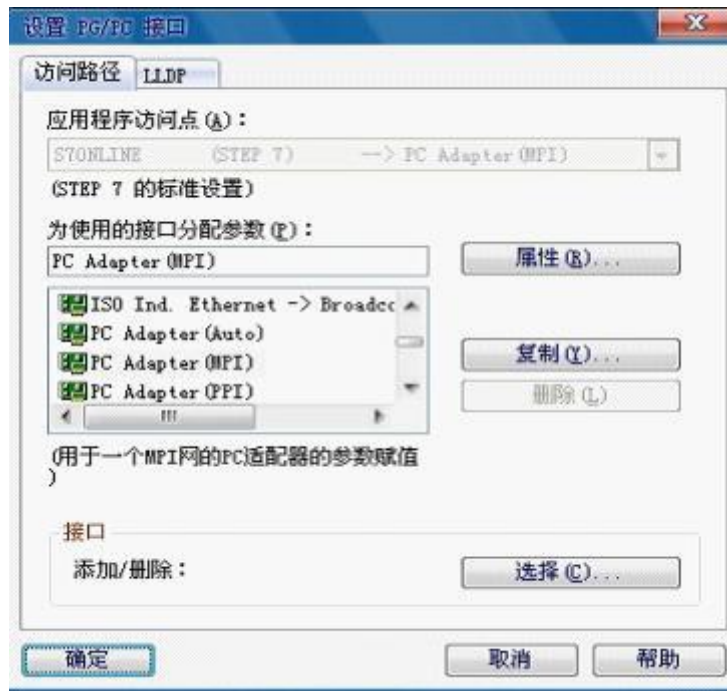 设置 PG/PC 接口
访问路径 LLDP
应用程序访问点(A)：
S7ONLINE (STEP 7) --> PC Adapter(MPI)
(STEP 7 的标准设置)
为使用的接口分配参数(P)：
PC Adapter(MPI)
属性(R)...
ISO Ind. Ethernet -> Broadcc
PC Adapter(Auto)
PC Adapter(MPI)
PC Adapter(PPI)
复制(Y)...
删除(L)
(用于一个MPI网的PC适配器的参数赋值
)
接口
添加/删除：
选择(C)...
确定 取消 帮助